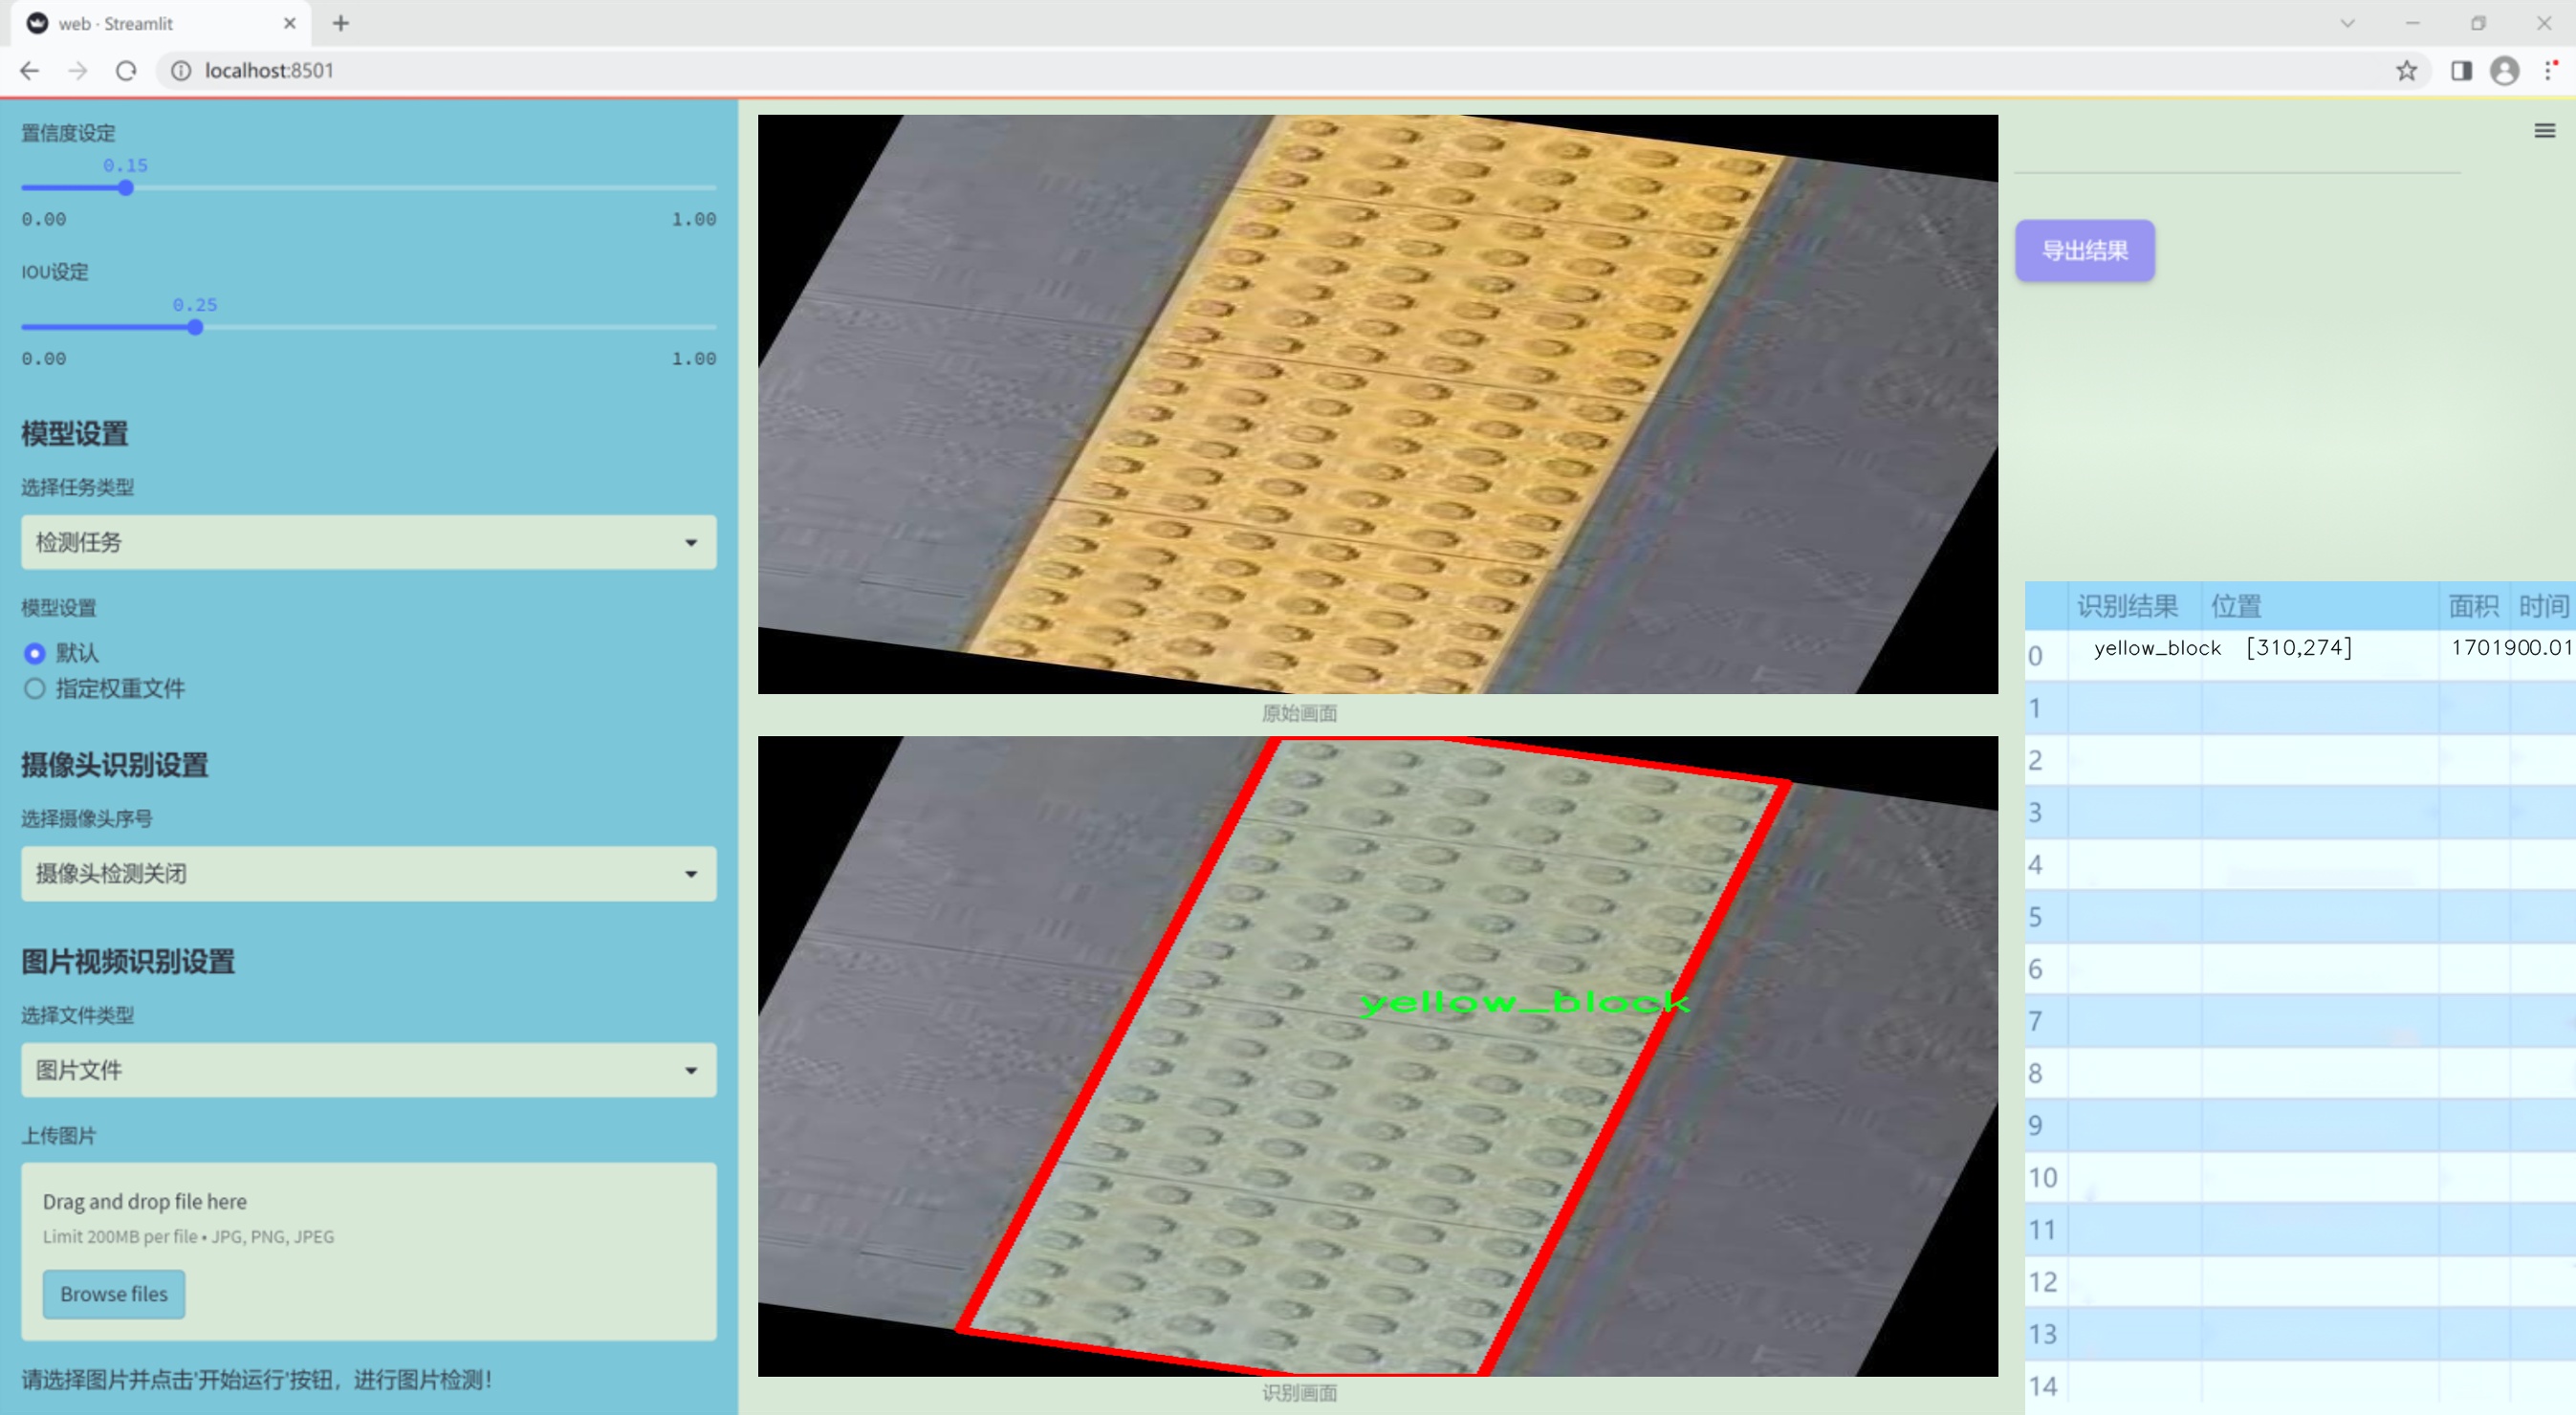 web · Streamlit
localhost:8501
置信度设定
0.15
0.00 1.00
IOU设定
0.25
0.00 1.00
模型设置
选择任务类型
检测任务
模型设置
默认
指定权重文件
摄像头识别设置
选择摄像头序号
摄像头检测关闭
图片视频识别设置
选择文件类型
图片文件
上传图片
Drag and drop file here
Limit 200MB per file • JPG, PNG, JPEG
Browse files
请选择图片并点击'开始运行'按钮，进行图片检测！
原始画面
yellow_block
识别画面
导出结果
识别结果 位置 面积 时间
0 yellow_block [310,274] 1701900.01
1
2
3
4
5
6
7
8
9
10
11
12
13
14